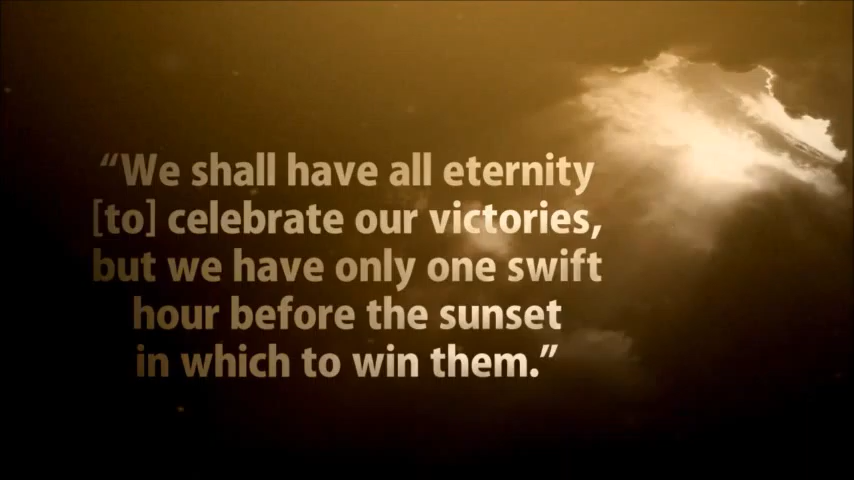 “We shall have all eternity
[to] celebrate our victories,
but we have only one swift
hour before the sunset
in which to win them.”